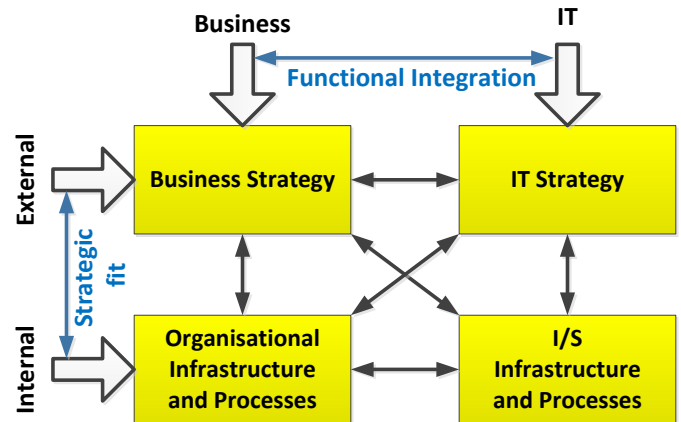 Business
IT
Functional Integration
External
Business Strategy
IT Strategy
Strategic
fit
Internal
Organisational
Infrastructure
and Processes
I/S
Infrastructure
and Processes